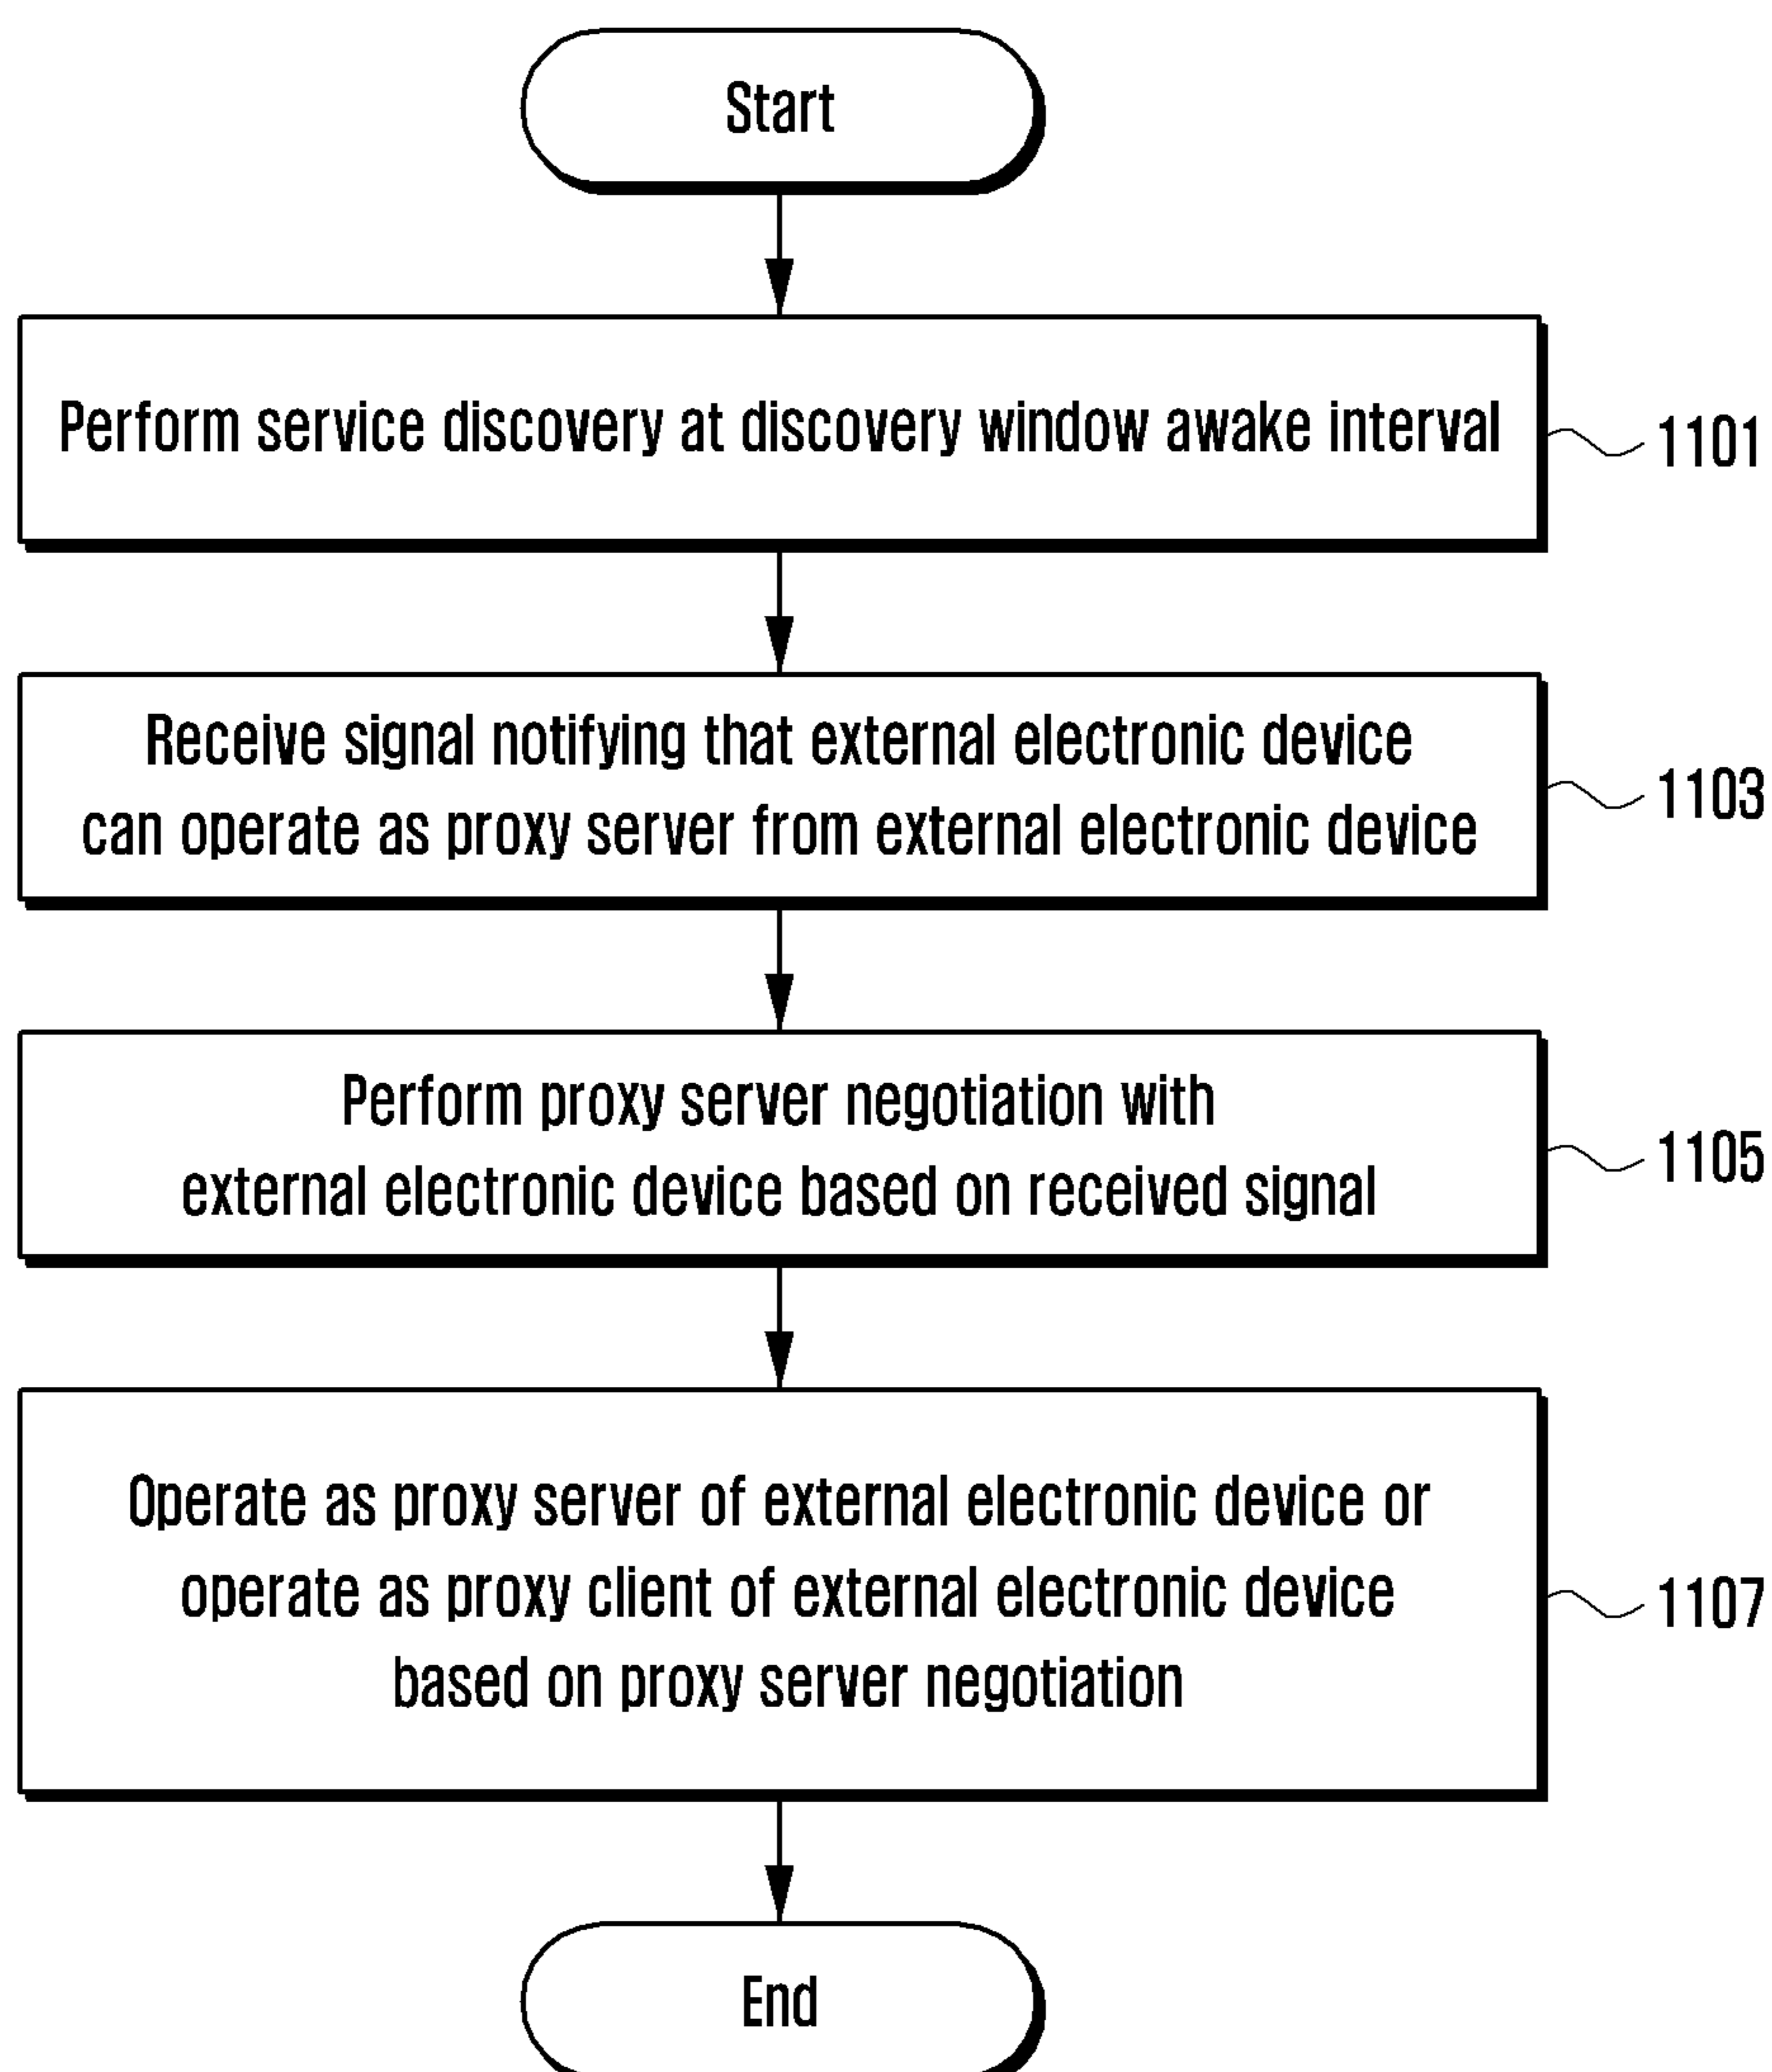 Start
Perform service discovery at discovery window awake interval
1101
Receive signal notifying that external electronic device
can operate as proxy server from external electronic device
1103
Perform proxy server negotiation with
external electronic device based on received signal
1105
Operate as proxy server of external electronic device or
operate as proxy client of external electronic device
based on proxy server negotiation
1107
End